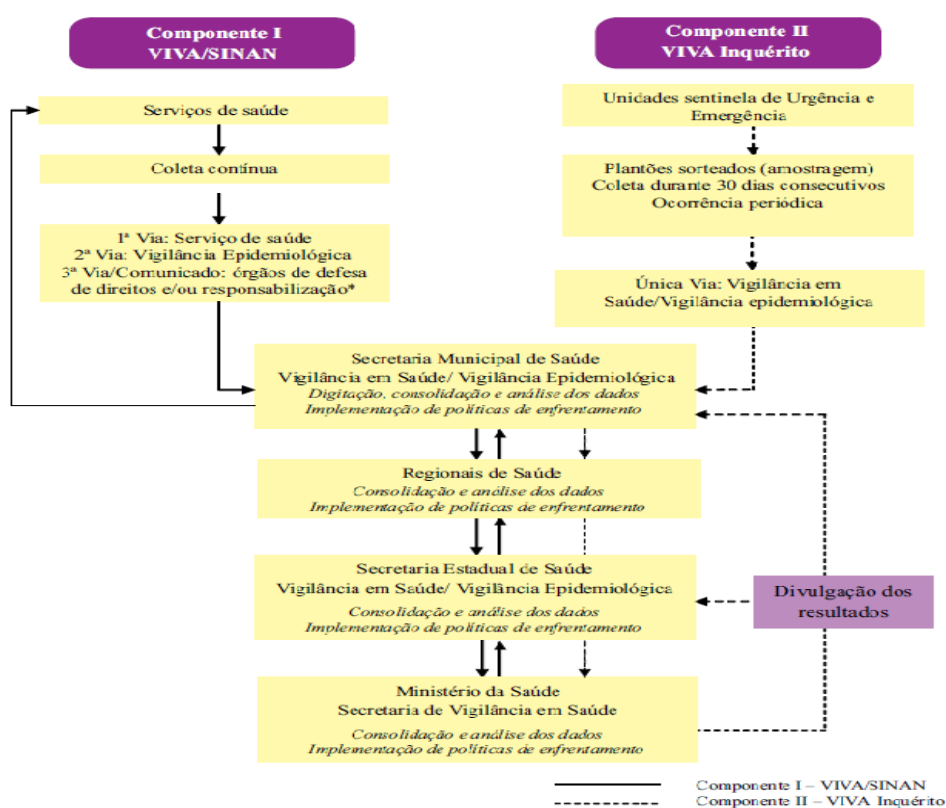 Componente I
VIVA/SINAN
Componente II
VIVA Inquérito
Serviços de saúde
Coleta contínua
1ª Via: Serviço de saúde
2ª Via: Vigilância Epidemiológica
3ª Via/Comunicado: órgãos de defesa
de direitos e/ou responsabilização*
Unidades sentinela de Urgência e
Emergência
Plantões sorteados (amostragem)
Coleta durante 30 dias consecutivos
Ocorrência periódica
Única Via: Vigilância em
Saúde/Vigilância epidemiológica
Secretaria Municipal de Saúde
Vigilância em Saúde/ Vigilância Epidemiológica
Digitação, consolidação e análise dos dados
Implementação de políticas de enfrentamento
Regionais de Saúde
Consolidação e análise dos dados
Implementação de políticas de enfrentamento
Secretaria Estadual de Saúde
Vigilância em Saúde/ Vigilância Epidemiológica
Consolidação e análise dos dados
Implementação de políticas de enfrentamento
Divulgação dos
resultados
Ministério da Saúde
Secretaria de Vigilância em Saúde
Consolidação e análise dos dados
Implementação de políticas de enfrentamento
Componente I – VIVA/SINAN
Componente II – VIVA Inquérito